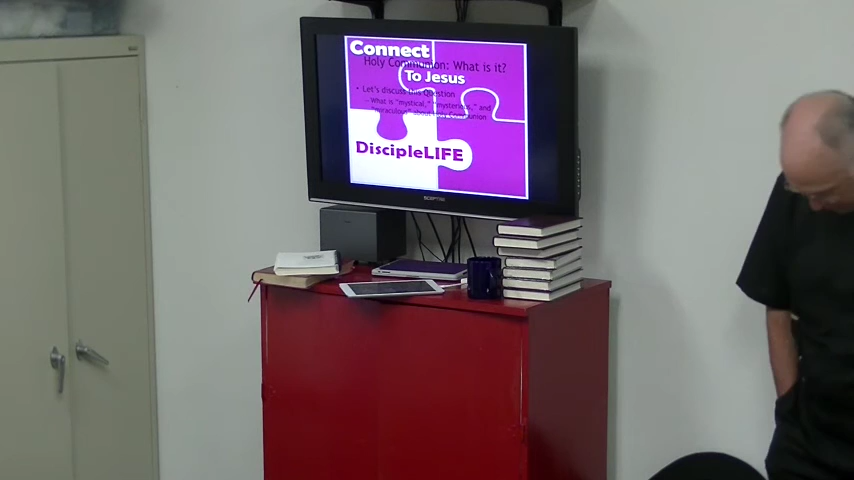 Connect
Holy Communion: What is it?
To Jesus
• Let's discuss this Question
– What is "mystical," "mysterious," and
"miraculous" about Holy Communion
DiscipleLIFE
SCEPTRE